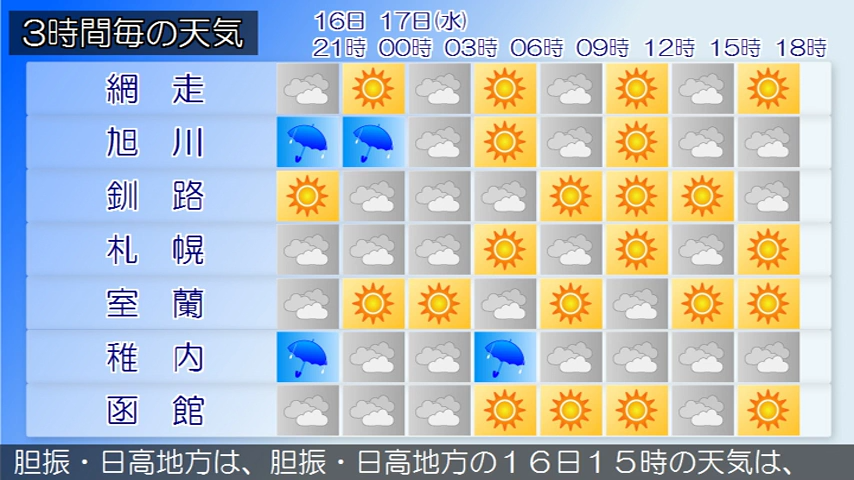 3時間毎の天気
16日 17日(水)
21時 00時 03時 06時 09時 12時 15時 18時
網 走
旭 川
釧 路
札 幌
室 蘭
稚 内
函 館
胆振・日高地方は、胆振・日高地方の１６日１５時の天気は、